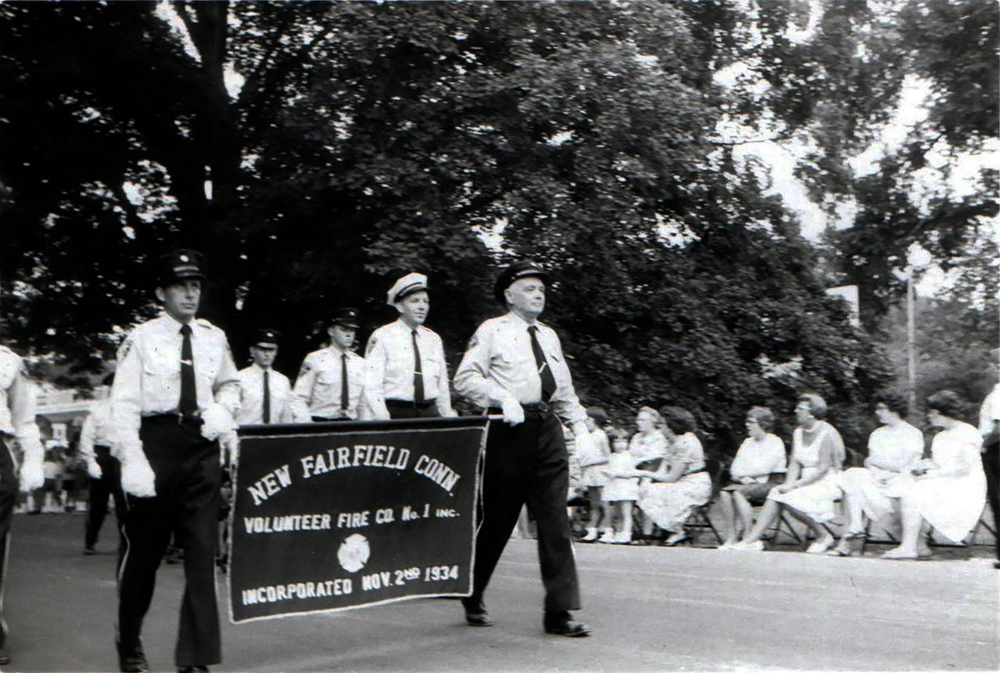 NEW FAIRFIELD CONN.
VOLUNTEER FIRE CO. No. 1 INC.
INCORPORATED NOV. 2ND 1934